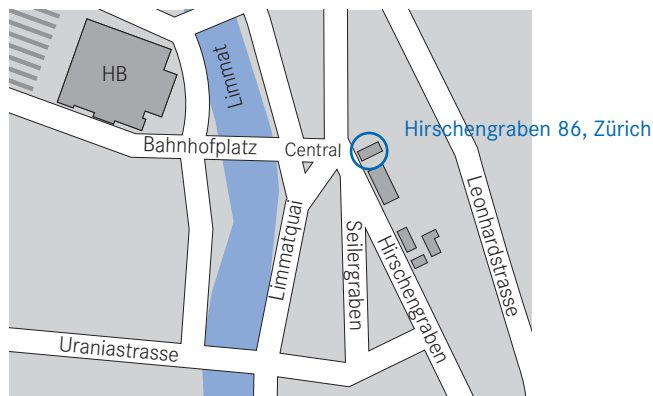 HB
Limmat
Hirschengraben 86, Zürich
Bahnhofplatz
Central
Leonhardstrasse
Limmatquai
Seilergraben
Hirschengraben
Uraniastrasse